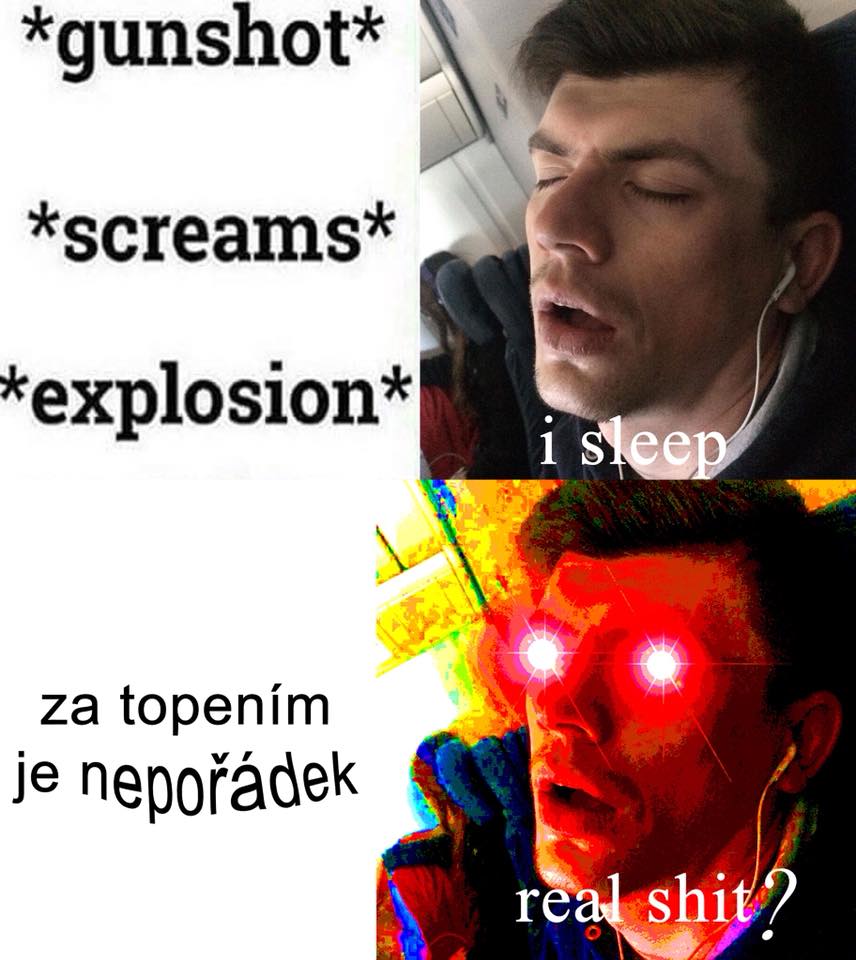 *gunshot*
*screams*
*explosion*
i sleep
za topením
je nepořádek
real shit?